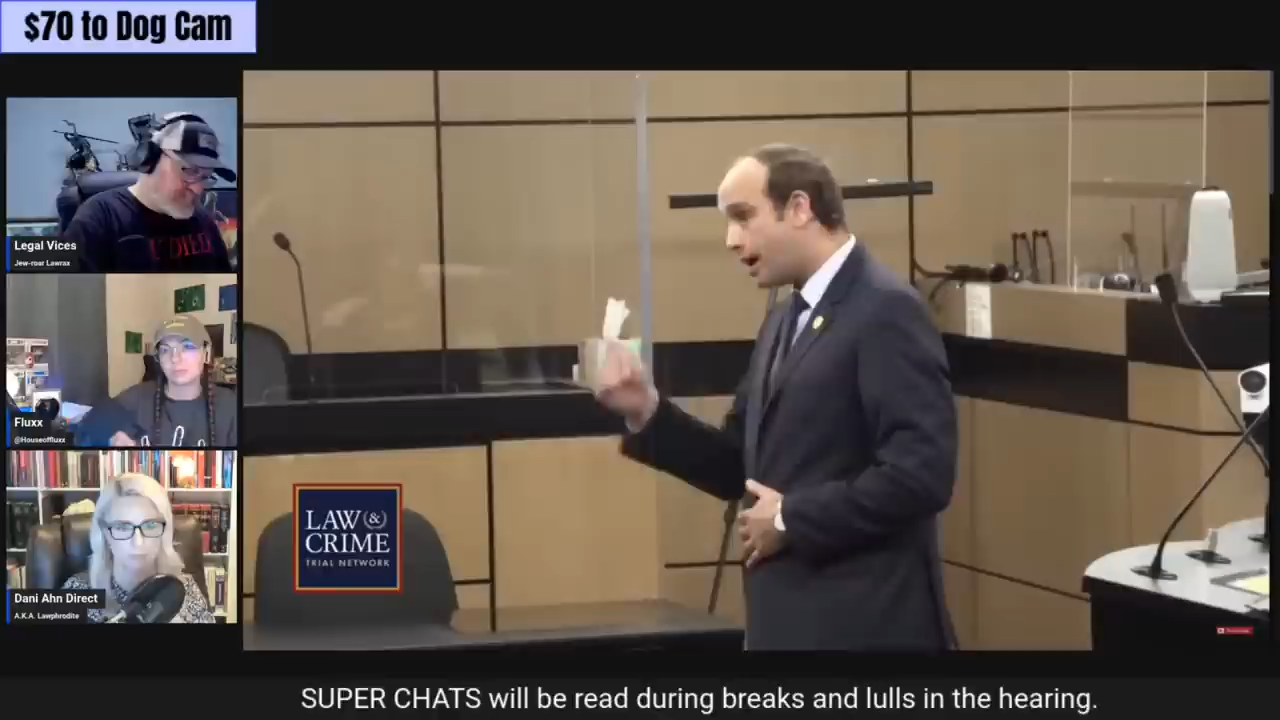 $70 to Dog Cam
Legal Vices
Jew-roar Lawrax
Fluxx
@Houseoffluxx
Dani Ahn Direct
A.K.A. Lawphrodite
LAW (&)
CRIME
TRIAL NETWORK
SUPER CHATS will be read during breaks and lulls in the hearing.